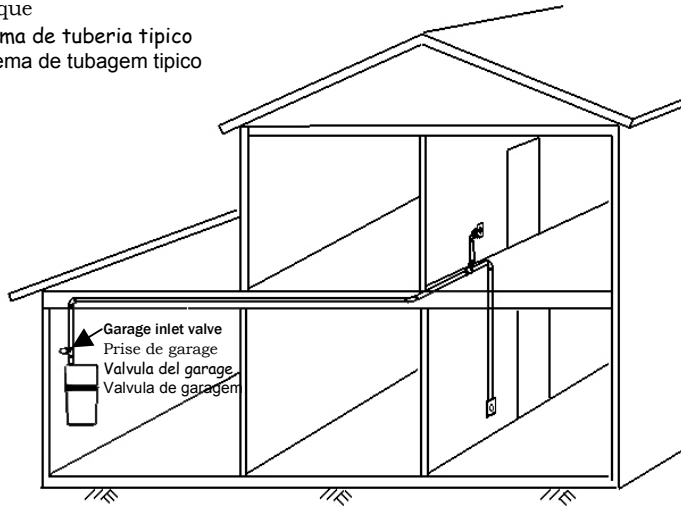 que
ma de tuberia tipico
ema de tubagem tipico
Garage inlet valve
Prise de garage
Valvula del garage
Valvula de garagem